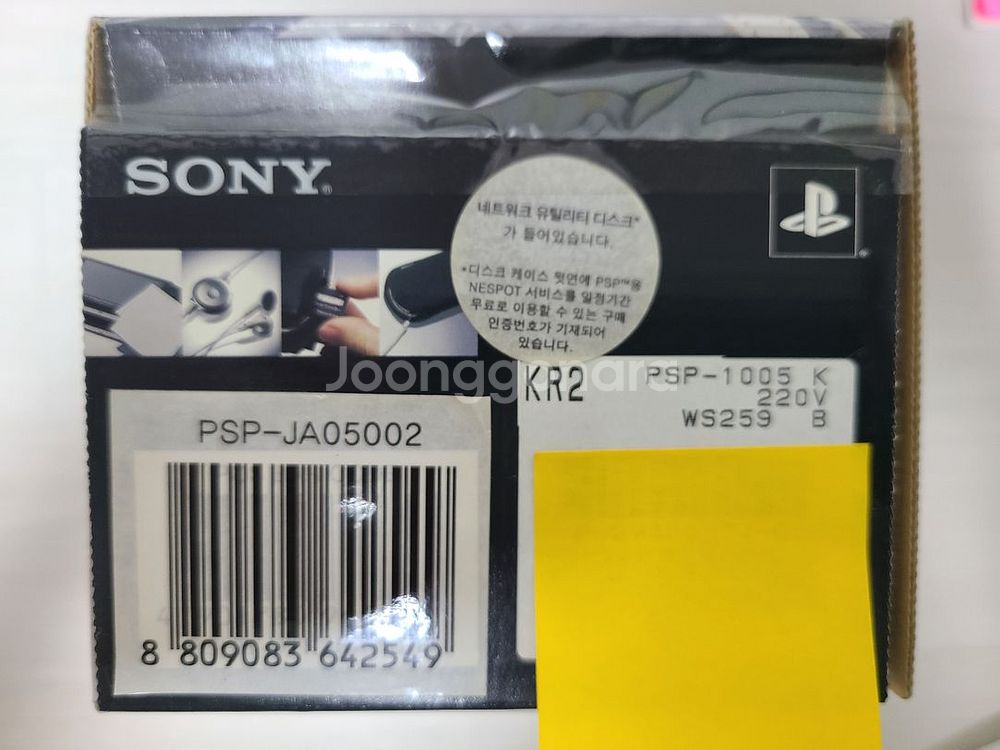 SONY®
네트워크 유틸리티 디스크*
가 들어있습니다.
*디스크 케이스 뒷면에 PSP™용
NESPOT 서비스를 일정기간
무료로 이용할 수 있는 구매
인증번호가 기재되어
있습니다.
Joonggonara
KR2
PSP-1005 K
220V
WS259 B
PSP-JA05002
8 809083 642549